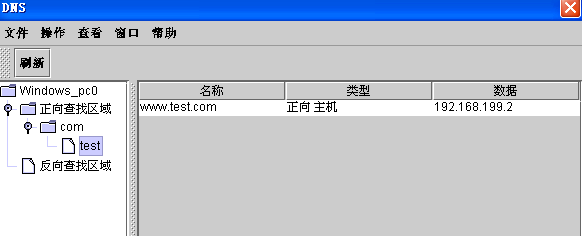 DNS
文件 操作 查看 窗口 帮助
刷新
Windows_pc0
正向查找区域
com
test
反向查找区域
名称 类型 数据
www.test.com 正向 主机 192.168.199.2